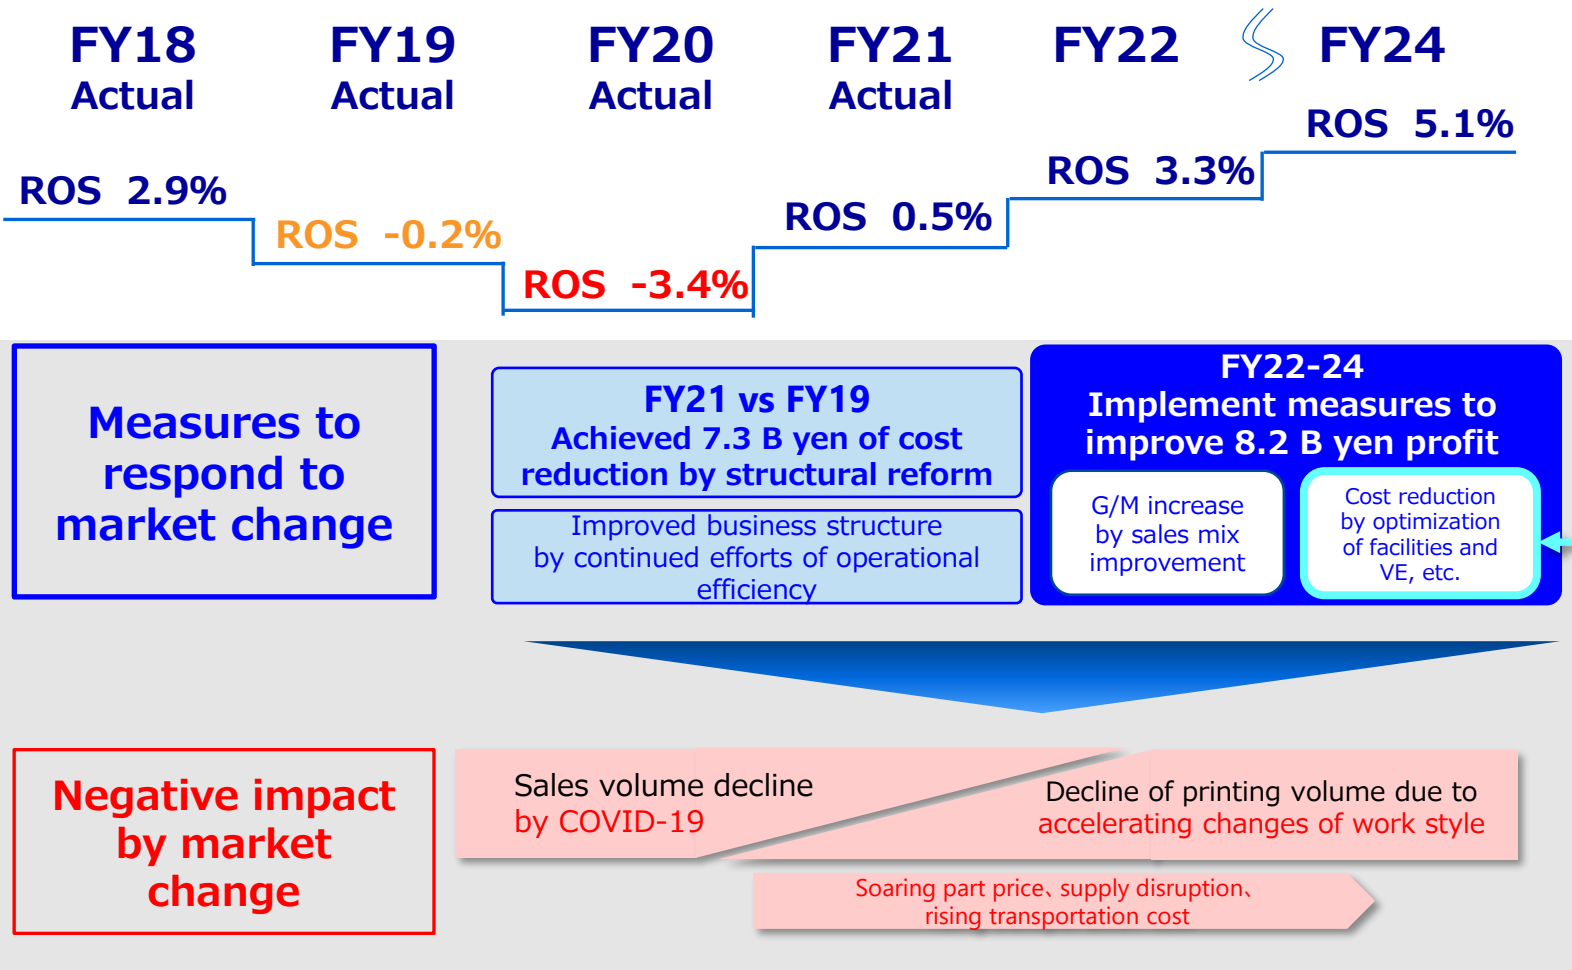 FY18
Actual
FY19
Actual
FY20
Actual
FY21
Actual
FY22
FY24
ROS 2.9%
ROS -0.2%
ROS -3.4%
ROS 0.5%
ROS 3.3%
ROS 5.1%
Measures to
respond to
market change
FY21 vs FY19
Achieved 7.3 B yen of cost
reduction by structural reform
Improved business structure
by continued efforts of operational
efficiency
FY22-24
Implement measures to
improve 8.2 B yen profit
G/M increase
by sales mix
improvement
Cost reduction
by optimization
of facilities and
VE, etc.
Negative impact
by market
change
Sales volume decline
by COVID-19
Decline of printing volume due to
accelerating changes of work style
Soaring part price、supply disruption、
rising transportation cost